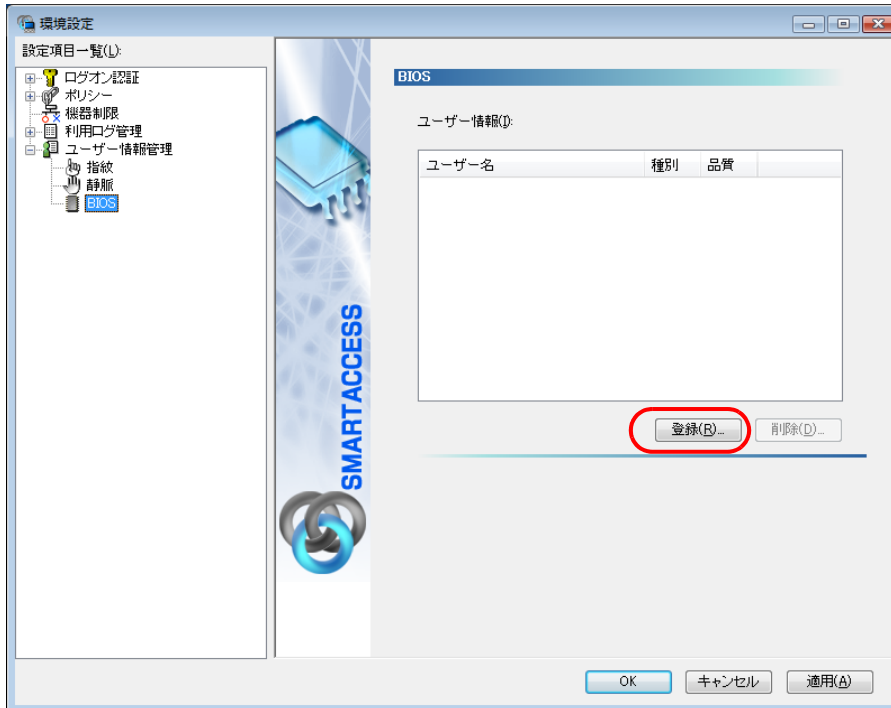 環境設定
設定項目一覧(L):
ログオン認証
ポリシー
機器制限
利用ログ管理
ユーザー情報管理
指紋
静脈
BIOS
SMARTACCESS
BIOS
ユーザー情報(I):
ユーザー名 種別 品質
登録(R)... 削除(D)...
OK キャンセル 適用(A)